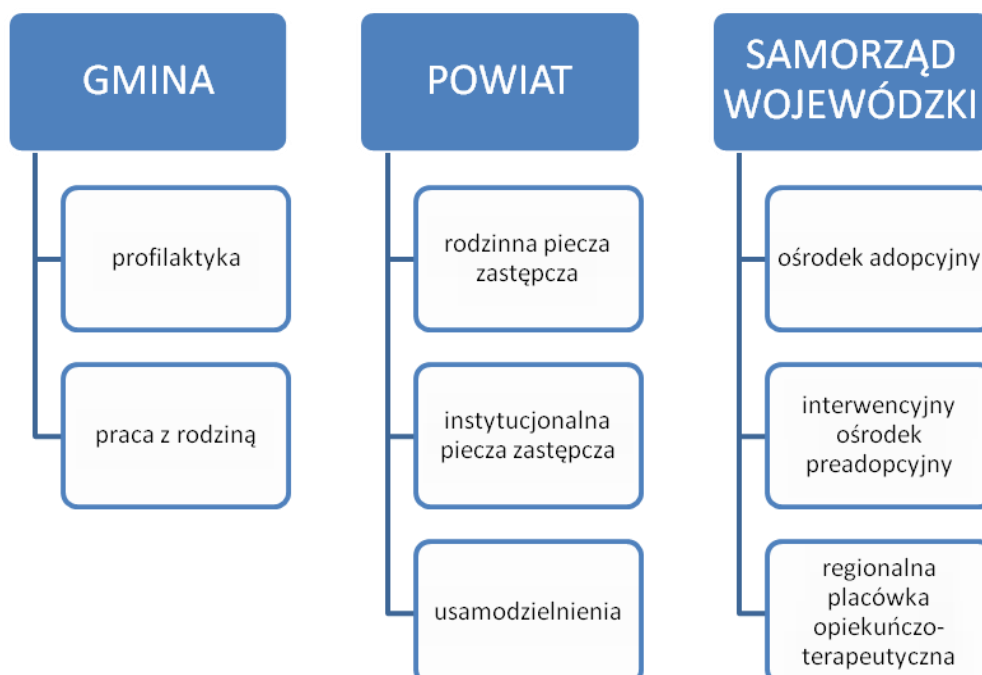 GMINA
profilaktyka
praca z rodziną
POWIAT
rodzinna piecza
zastępcza
instytucjonalna
piecza zastępcza
usamodzielnienia
SAMORZĄD
WOJEWÓDZKI
ośrodek adopcyjny
interwencyjny
ośrodek
preadopcyjny
regionalna
placówka
opiekuńczo-
terapeutyczna